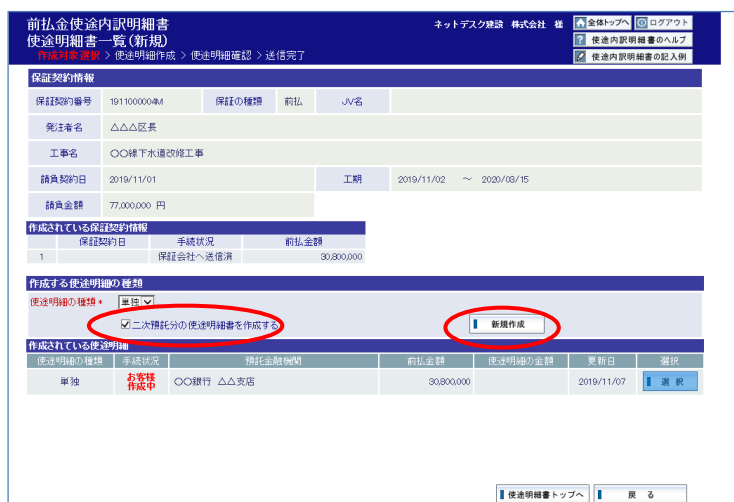 前払金使途内訳明細書
使途明細書一覧(新規)
作成対象選択 > 使途明細作成 > 使途明細確認 > 送信完了
ネットデスク建設 株式会社 様
全体トップへ
ログアウト
使途内訳明細書のヘルプ
使途内訳明細書の記入例
保証契約情報
保証契約番号 1911000004M 保証の種類 前払 JV名
発注者名 △△△区長
工事名 〇〇線下水道改修工事
請負契約日 2019/11/01 工期 2019/11/02 ～ 2020/03/15
請負金額 77,000,000 円
作成されている保証契約情報
保証契約日 手続状況 前払金額
1 保証会社へ送信済 30,800,000
作成する使途明細の種類
使途明細の種類* 単独
二次預託分の使途明細書を作成する 新規作成
作成されている使途明細
使途明細の種類 手続状況 預託金融機関 前払金額 使途明細の金額 更新日 選択
単独 お客様作成中 〇〇銀行 △△支店 30,800,000 2019/11/07 選 択
使途明細書トップへ 戻 る